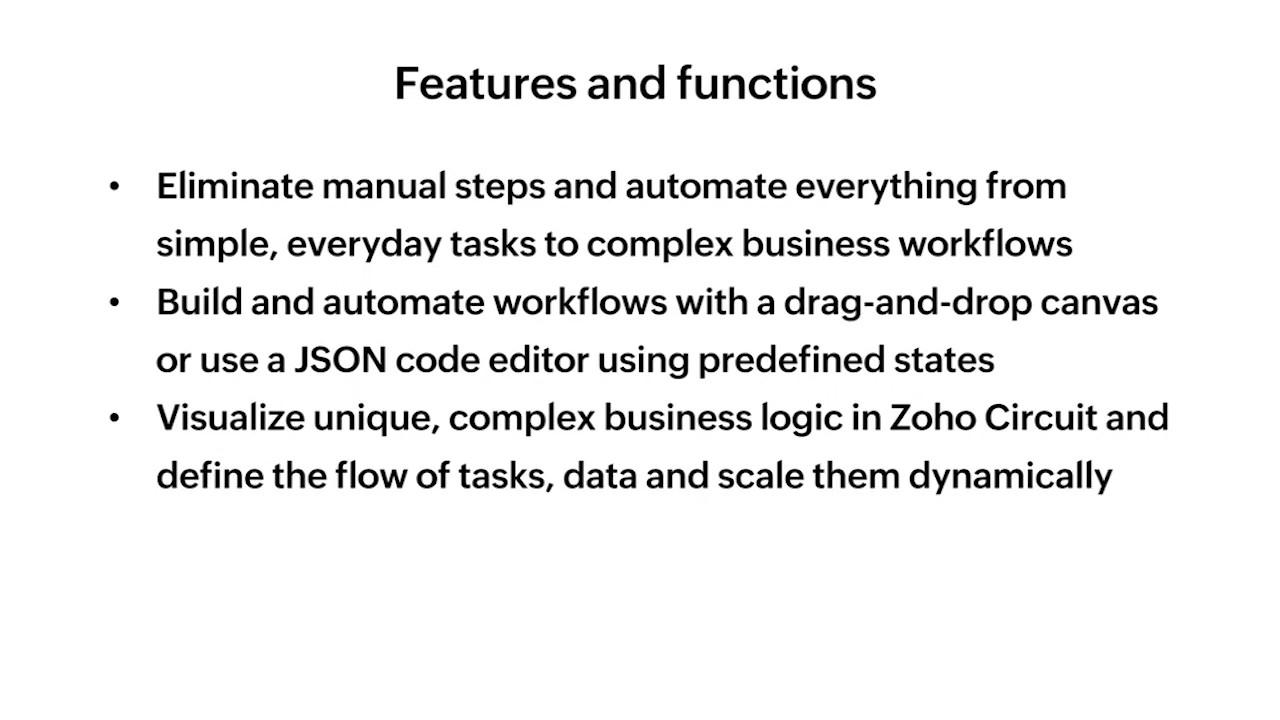 Features and functions
• Eliminate manual steps and automate everything from
simple, everyday tasks to complex business workflows
• Build and automate workflows with a drag-and-drop canvas
or use a JSON code editor using predefined states
• Visualize unique, complex business logic in Zoho Circuit and
define the flow of tasks, data and scale them dynamically